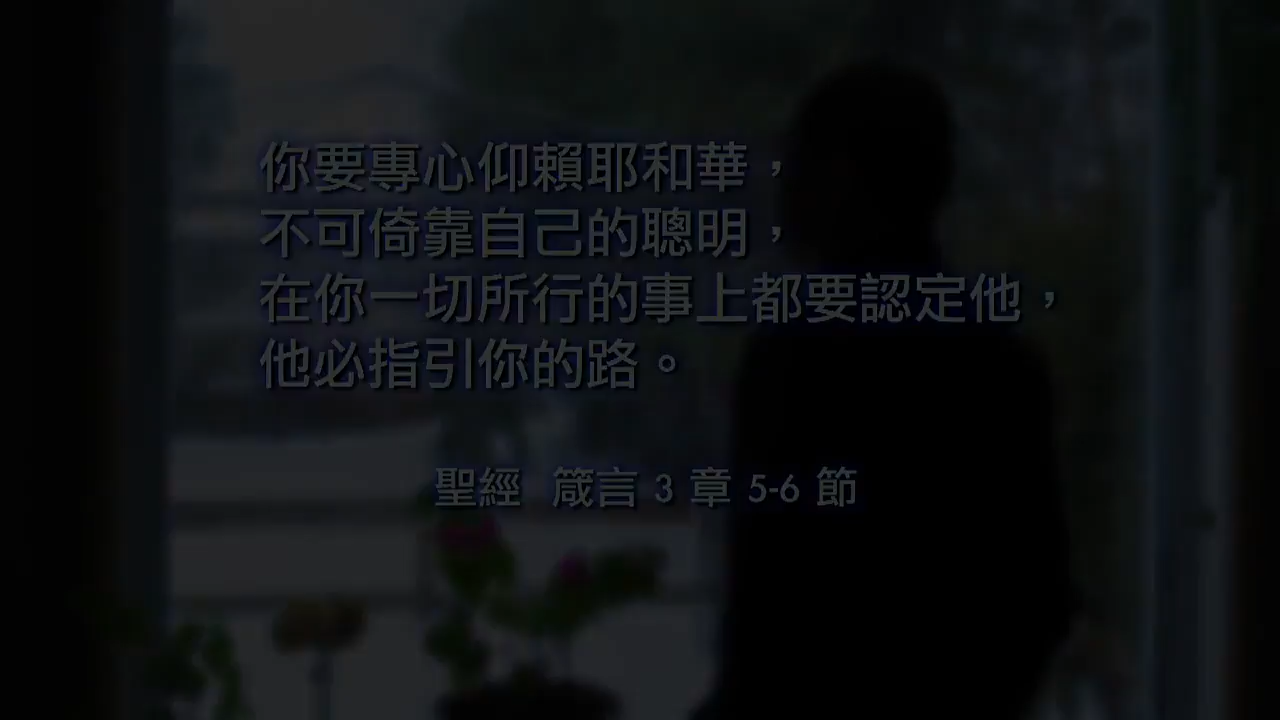 你要專心仰賴耶和華，
不可倚靠自己的聰明，
在你一切所行的事上都要認定他，
他必指引你的路。
聖經 箴言 3 章 5-6 節